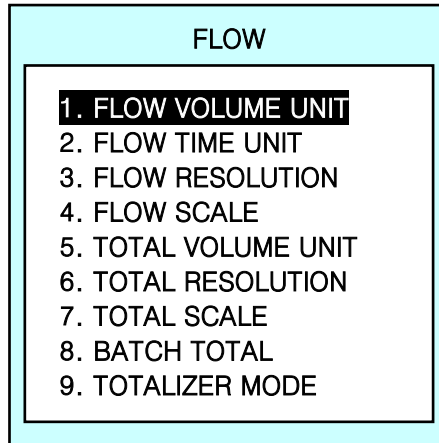 FLOW
1. FLOW VOLUME UNIT
2. FLOW TIME UNIT
3. FLOW RESOLUTION
4. FLOW SCALE
5. TOTAL VOLUME UNIT
6. TOTAL RESOLUTION
7. TOTAL SCALE
8. BATCH TOTAL
9. TOTALIZER MODE